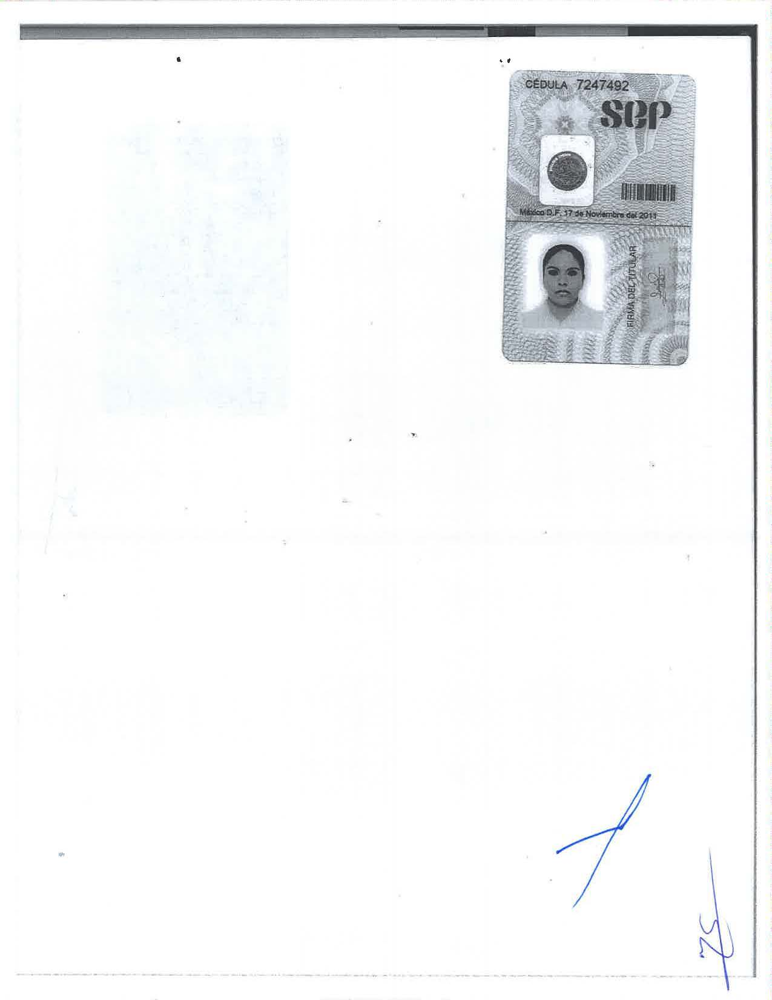 CÉDULA 7247492
SEP
México D.F. 17 de Noviembre del 2011
FIRMA DEL TITULAR